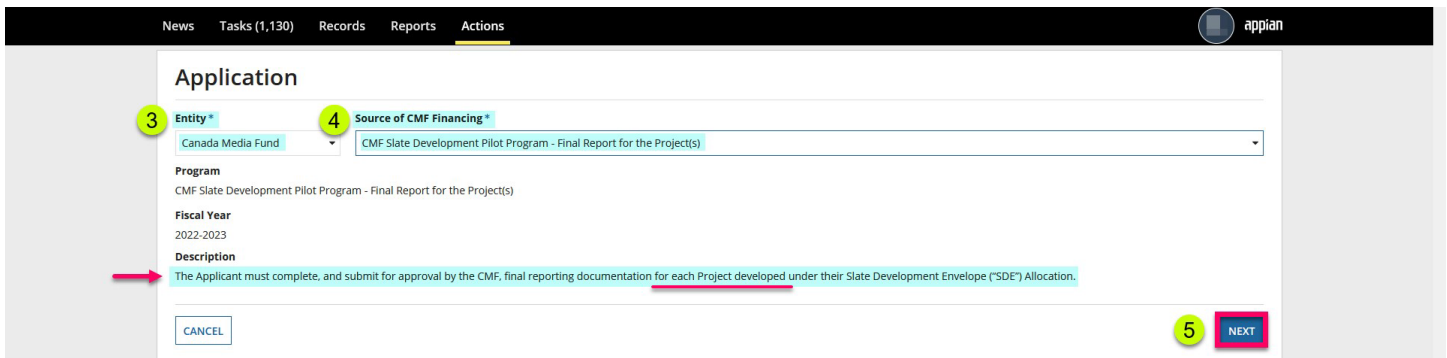 News Tasks (1,130) Records Reports Actions appian
Application
3 Entity * 4 Source of CMF Financing *
Canada Media Fund CMF Slate Development Pilot Program - Final Report for the Project(s)
Program
CMF Slate Development Pilot Program - Final Report for the Project(s)
Fiscal Year
2022-2023
Description
The Applicant must complete, and submit for approval by the CMF, final reporting documentation for each Project developed under their Slate Development Envelope (“SDE”) Allocation.
CANCEL 5 NEXT